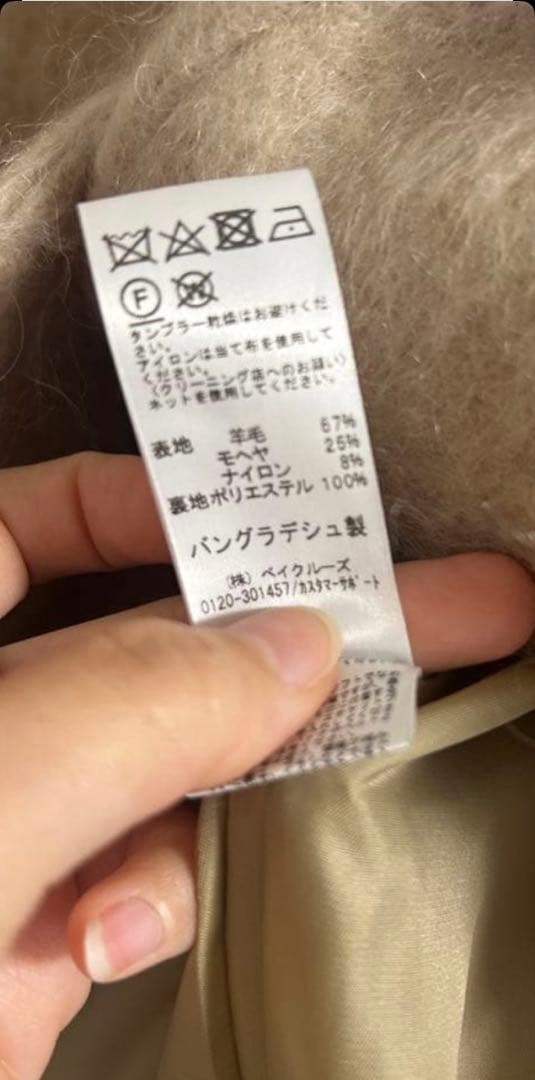 F W
タンブラー乾燥はお避けくだ
さい。
アイロンは当て布を使用して
ください。
〈クリーニング店へのお願い〉
ネットを使用してください。
表地 羊毛 67%
モヘヤ 25%
ナイロン 8%
裏地ポリエステル 100%
バングラデシュ製
(株) ベイクルーズ
0120-301457/カスタマーサポート